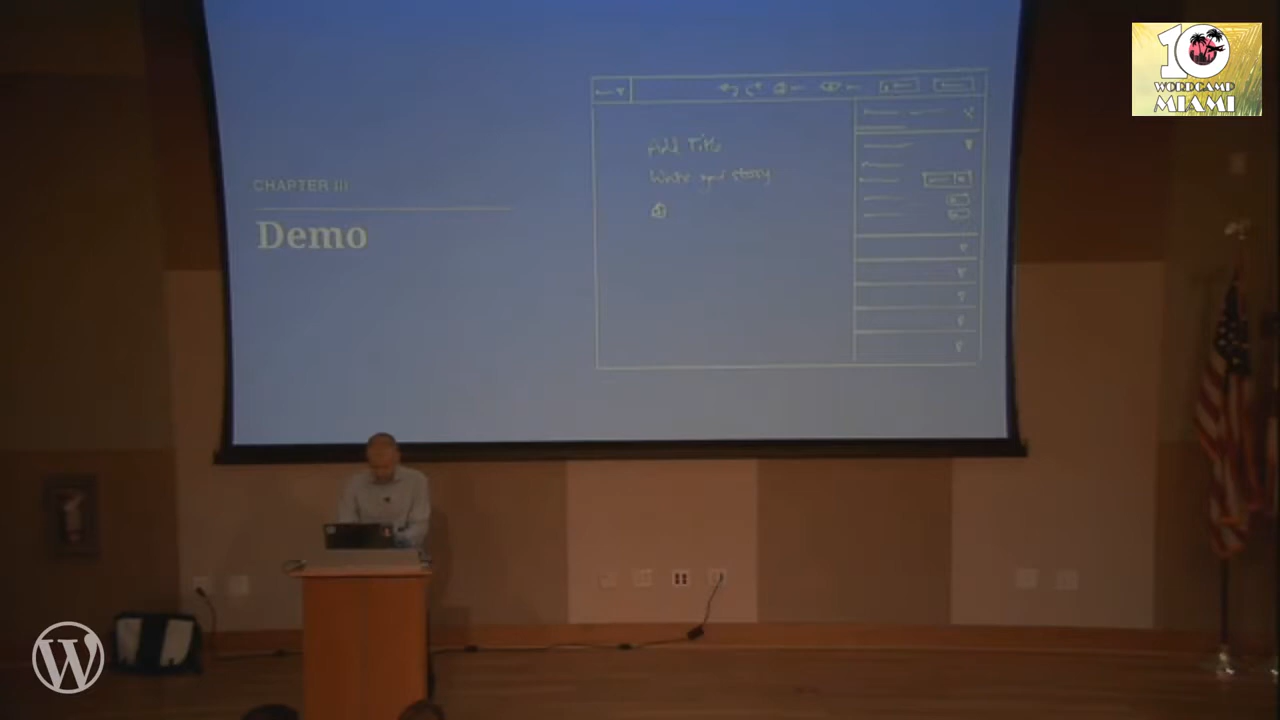 10
WORDCAMP
MIAMI
CHAPTER III
Demo
Add Title
Write your story